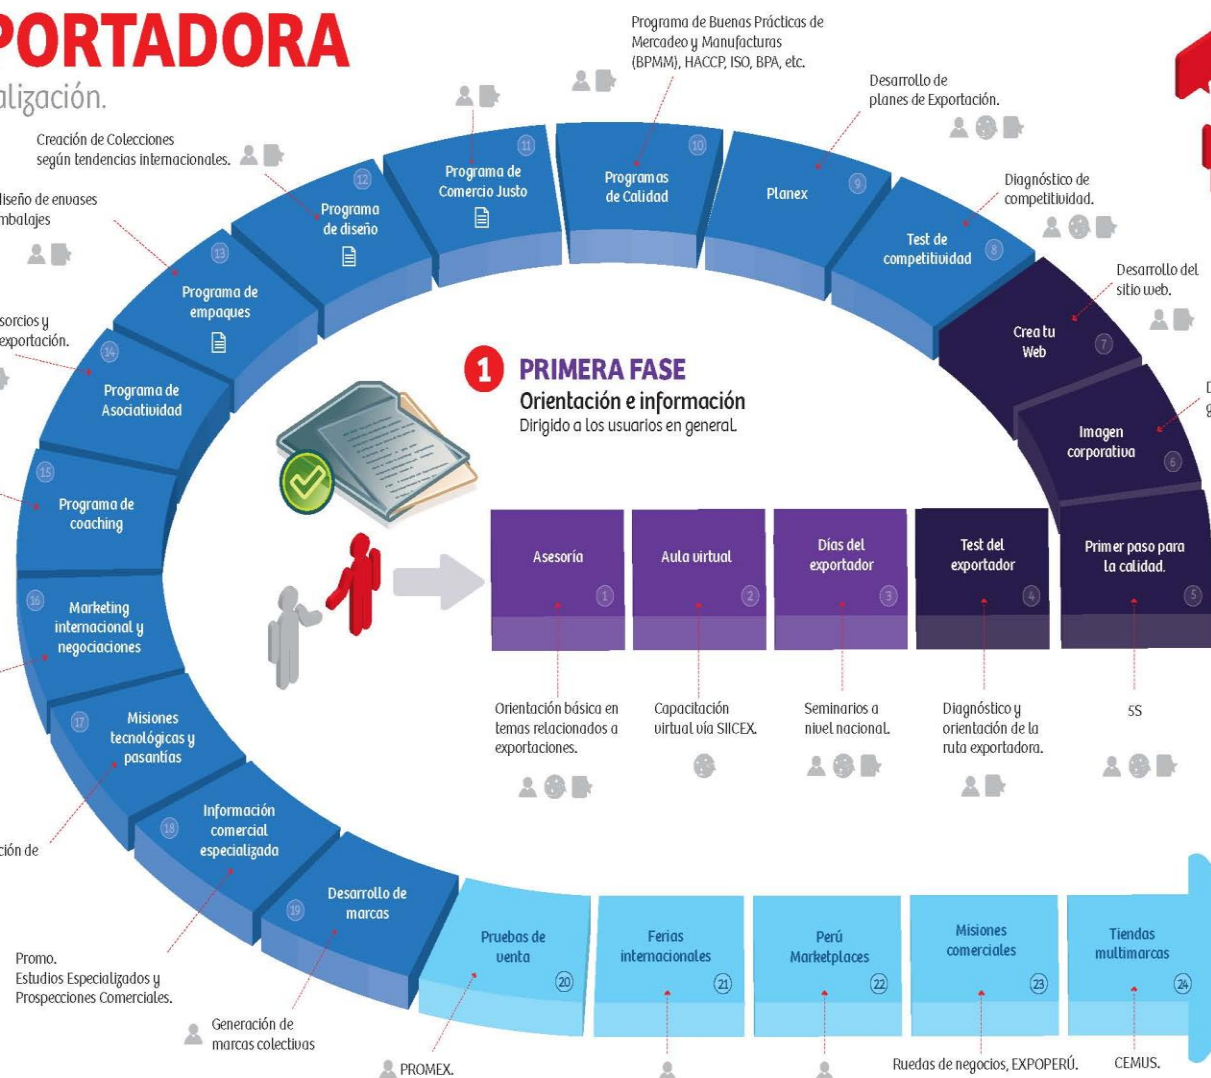 PORTADORA
alización.
1 PRIMERA FASE
Orientación e información
Dirigido a los usuarios en general.
Asesoría
1
Orientación básica en
temas relacionados a
exportaciones.
Aula virtual
2
Capacitación
virtual vía SIICEX.
Días del
exportador
3
Seminarios a
nivel nacional.
Test del
exportador
4
Diagnóstico y
orientación de la
ruta exportadora.
Primer paso para
la calidad.
5
5S
Imagen
corporativa
6
Crea tu
Web
7
Desarrollo del
sitio web.
Test de
competitividad
8
Diagnóstico de
competitividad.
Planex
9
Desarrollo de
planes de Exportación.
Programas
de Calidad
10
Programa de Buenas Prácticas de
Mercadeo y Manufacturas
(BPMM), HACCP, ISO, BPA, etc.
Programa de
Comercio Justo
11
Programa
de diseño
12
Creación de Colecciones
según tendencias internacionales.
Programa de
empaques
13
diseño de envases
mbalajes
Programa de
Asociatividad
14
sorcios y
exportación.
Programa de
coaching
15
Marketing
internacional y
negociaciones
16
Misiones
tecnológicas y
pasantías
17
ción de
Información
comercial
especializada
18
Promo.
Estudios Especializados y
Prospecciones Comerciales.
Desarrollo de
marcas
19
Generación de
marcas colectivas
Pruebas de
venta
20
PROMEX.
Ferias
internacionales
21
Perú
Marketplaces
22
Misiones
comerciales
23
Ruedas de negocios, EXPOPERÚ.
Tiendas
multimarcas
24
CEMUS.